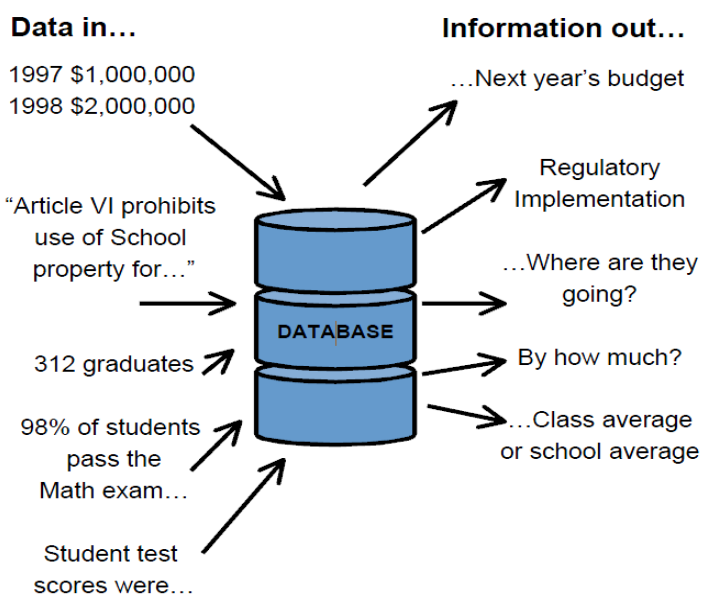 Data in…
1997 $1,000,000
1998 $2,000,000
“Article VI prohibits
use of School
property for…”
312 graduates
98% of students
pass the
Math exam…
Student test
scores were…
DATABASE
Information out…
…Next year’s budget
Regulatory
Implementation
…Where are they
going?
By how much?
…Class average
or school average